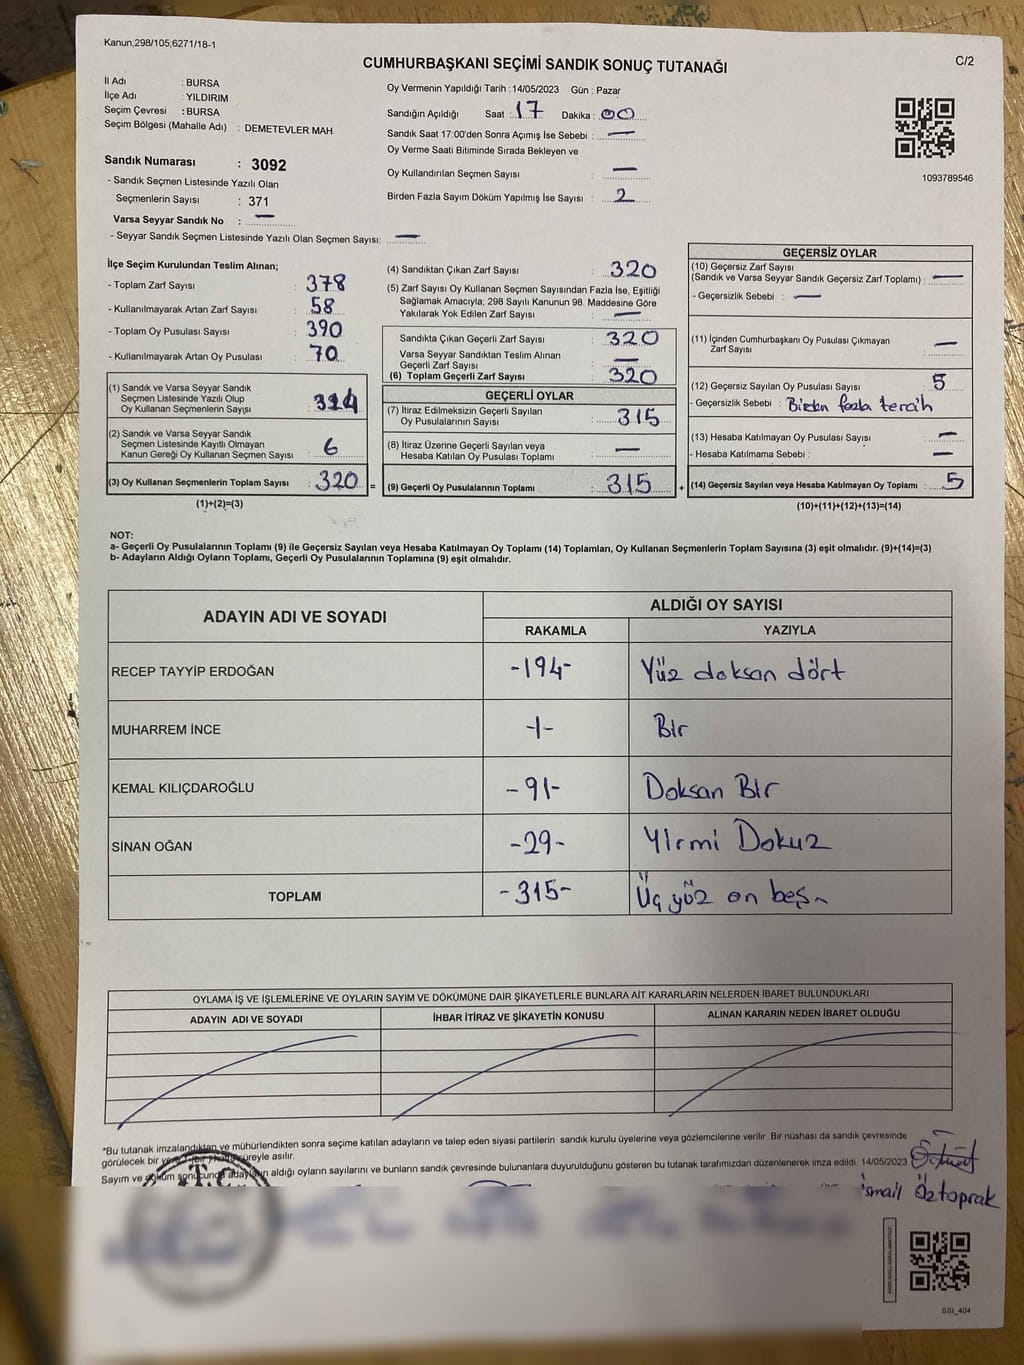 Kanun;298/105;6271/18-1
C/2
CUMHURBAŞKANI SEÇİMİ SANDIK SONUÇ TUTANAĞI
İl Adı : BURSA
İlçe Adı : YILDIRIM
Seçim Çevresi : BURSA
Seçim Bölgesi (Mahalle Adı) : DEMETEVLER MAH.
Sandık Numarası : 3092
- Sandık Seçmen Listesinde Yazılı Olan
Seçmenlerin Sayısı : 371
Varsa Seyyar Sandık No : —
- Seyyar Sandık Seçmen Listesinde Yazılı Olan Seçmen Sayısı: —
Oy Vermenin Yapıldığı Tarih : 14/05/2023 Gün : Pazar
Sandığın Açıldığı Saat : 17 Dakika : 00
Sandık Saat 17:00'den Sonra Açılmış İse Sebebi : —
Oy Verme Saati Bitiminde Sırada Bekleyen ve
Oy Kullandırılan Seçmen Sayısı : —
Birden Fazla Sayım Döküm Yapılmış İse Sayısı : 2
1093789546
İlçe Seçim Kurulundan Teslim Alınan;
- Toplam Zarf Sayısı : 378
- Kullanılmayarak Artan Zarf Sayısı : 58
- Toplam Oy Pusulası Sayısı : 390
- Kullanılmayarak Artan Oy Pusulası : 70
(1) Sandık ve Varsa Seyyar Sandık
Seçmen Listesinde Yazılı Olup
Oy Kullanan Seçmenlerin Sayısı : 314
(2) Sandık ve Varsa Seyyar Sandık
Seçmen Listesinde Kayıtlı Olmayan
Kanun Gereği Oy Kullanan Seçmen Sayısı : 6
(3) Oy Kullanan Seçmenlerin Toplam Sayısı : 320 =
(1)+(2)=(3)
(4) Sandıktan Çıkan Zarf Sayısı : 320
(5) Zarf Sayısı Oy Kullanan Seçmen Sayısından Fazla İse, Eşitliği
Sağlamak Amacıyla; 298 Sayılı Kanunun 98. Maddesine Göre
Yakılarak Yok Edilen Zarf Sayısı : —
Sandıkta Çıkan Geçerli Zarf Sayısı : 320
Varsa Seyyar Sandıktan Teslim Alınan
Geçerli Zarf Sayısı : —
(6) Toplam Geçerli Zarf Sayısı : 320
GEÇERLİ OYLAR
(7) İtiraz Edilmeksizin Geçerli Sayılan
Oy Pusulalarının Sayısı : 315
(8) İtiraz Üzerine Geçerli Sayılan veya
Hesaba Katılan Oy Pusulası Toplamı : —
(9) Geçerli Oy Pusulalarının Toplamı : 315 +
GEÇERSİZ OYLAR
(10) Geçersiz Zarf Sayısı
(Sandık ve Varsa Seyyar Sandık Geçersiz Zarf Toplamı) : —
- Geçersizlik Sebebi : —
(11) İçinden Cumhurbaşkanı Oy Pusulası Çıkmayan
Zarf Sayısı : —
(12) Geçersiz Sayılan Oy Pusulası Sayısı : 5
- Geçersizlik Sebebi : Birden fazla tercih
(13) Hesaba Katılmayan Oy Pusulası Sayısı : —
- Hesaba Katılmama Sebebi : —
(14) Geçersiz Sayılan veya Hesaba Katılmayan Oy Toplamı : 5
(10)+(11)+(12)+(13)=(14)
NOT:
a- Geçerli Oy Pusulalarının Toplamı (9) ile Geçersiz Sayılan veya Hesaba Katılmayan Oy Toplamı (14) Toplamları, Oy Kullanan Seçmenlerin Toplam Sayısına (3) eşit olmalıdır. (9)+(14)=(3)
b- Adayların Aldığı Oyların Toplamı, Geçerli Oy Pusulalarının Toplamına (9) eşit olmalıdır.
ADAYIN ADI VE SOYADI ALDIĞI OY SAYISI
RAKAMLA YAZIYLA
RECEP TAYYİP ERDOĞAN -194- Yüz doksan dört
MUHARREM İNCE -1- Bir
KEMAL KILIÇDAROĞLU -91- Doksan Bir
SİNAN OĞAN -29- Yirmi Dokuz
TOPLAM -315- Üç yüz on beş
OYLAMA İŞ VE İŞLEMLERİNE VE OYLARIN SAYIM VE DÖKÜMÜNE DAİR ŞİKAYETLERLE BUNLARA AİT KARARLARIN NELERDEN İBARET BULUNDUKLARI
ADAYIN ADI VE SOYADI İHBAR İTİRAZ VE ŞİKAYETİN KONUSU ALINAN KARARIN NEDEN İBARET OLDUĞU
*Bu tutanak imzalandıktan ve mühürlendikten sonra seçime katılan adayların ve talep eden siyasi partilerin sandık kurulu üyelerine veya gözlemcilerine verilir. Bir nüshası da sandık çevresinde
görülecek bir yere süreyle asılır.
Sayım ve döküm sonucunda adayların aldığı oyların sayılarını ve bunların sandık çevresinde bulunanlara duyurulduğunu gösteren bu tutanak tarafımızdan düzenlenerek imza edildi. 14/05/2023
T.C.
İsmail Öztoprak
SSI_404